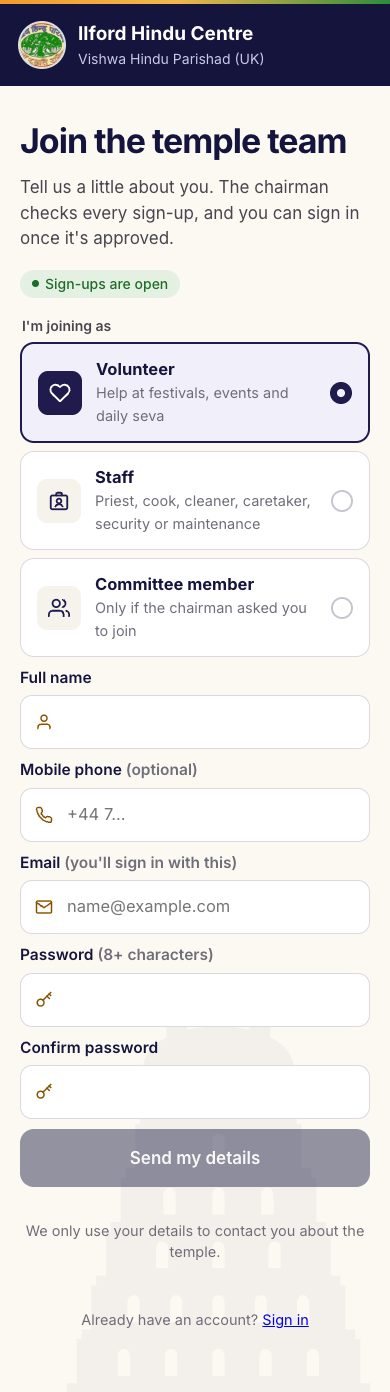 Ilford Hindu Centre
Vishwa Hindu Parishad (UK)
Join the temple team
Tell us a little about you. The chairman
checks every sign-up, and you can sign in
once it's approved.
Sign-ups are open
I'm joining as
Volunteer
Help at festivals, events and
daily seva
Staff
Priest, cook, cleaner, caretaker,
security or maintenance
Committee member
Only if the chairman asked you
to join
Full name
Mobile phone (optional)
+44 7...
Email (you'll sign in with this)
name@example.com
Password (8+ characters)
Confirm password
Send my details
We only use your details to contact you about the
temple.
Already have an account? Sign in